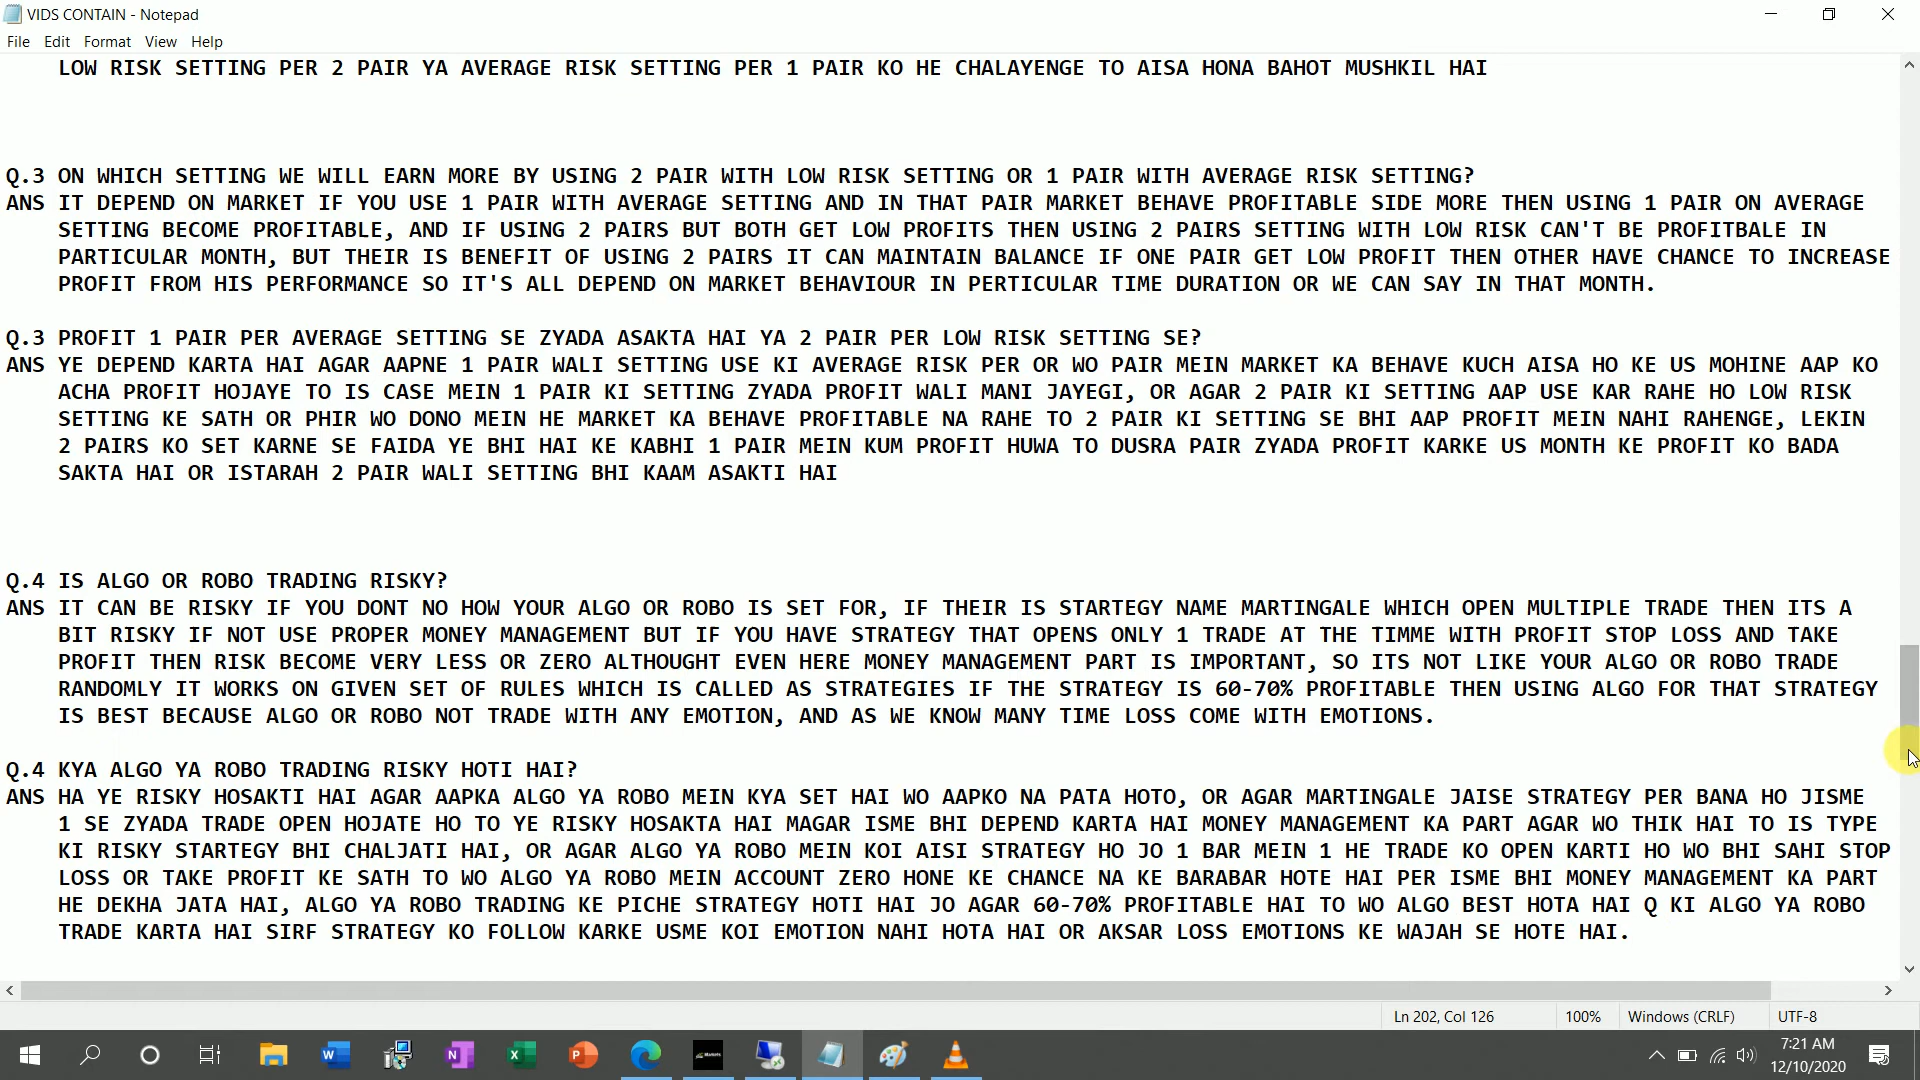 VIDS CONTAIN - Notepad
File Edit Format View Help
LOW RISK SETTING PER 2 PAIR YA AVERAGE RISK SETTING PER 1 PAIR KO HE CHALAYENGE TO AISA HONA BAHOT MUSHKIL HAI
Q.3 ON WHICH SETTING WE WILL EARN MORE BY USING 2 PAIR WITH LOW RISK SETTING OR 1 PAIR WITH AVERAGE RISK SETTING?
ANS IT DEPEND ON MARKET IF YOU USE 1 PAIR WITH AVERAGE SETTING AND IN THAT PAIR MARKET BEHAVE PROFITABLE SIDE MORE THEN USING 1 PAIR ON AVERAGE
SETTING BECOME PROFITABLE, AND IF USING 2 PAIRS BUT BOTH GET LOW PROFITS THEN USING 2 PAIRS SETTING WITH LOW RISK CAN'T BE PROFITBALE IN
PARTICULAR MONTH, BUT THEIR IS BENEFIT OF USING 2 PAIRS IT CAN MAINTAIN BALANCE IF ONE PAIR GET LOW PROFIT THEN OTHER HAVE CHANCE TO INCREASE
PROFIT FROM HIS PERFORMANCE SO IT'S ALL DEPEND ON MARKET BEHAVIOUR IN PERTICULAR TIME DURATION OR WE CAN SAY IN THAT MONTH.
Q.3 PROFIT 1 PAIR PER AVERAGE SETTING SE ZYADA ASAKTA HAI YA 2 PAIR PER LOW RISK SETTING SE?
ANS YE DEPEND KARTA HAI AGAR AAPNE 1 PAIR WALI SETTING USE KI AVERAGE RISK PER OR WO PAIR MEIN MARKET KA BEHAVE KUCH AISA HO KE US MOHINE AAP KO
ACHA PROFIT HOJAYE TO IS CASE MEIN 1 PAIR KI SETTING ZYADA PROFIT WALI MANI JAYEGI, OR AGAR 2 PAIR KI SETTING AAP USE KAR RAHE HO LOW RISK
SETTING KE SATH OR PHIR WO DONO MEIN HE MARKET KA BEHAVE PROFITABLE NA RAHE TO 2 PAIR KI SETTING SE BHI AAP PROFIT MEIN NAHI RAHENGE, LEKIN
2 PAIRS KO SET KARNE SE FAIDA YE BHI HAI KE KABHI 1 PAIR MEIN KUM PROFIT HUWA TO DUSRA PAIR ZYADA PROFIT KARKE US MONTH KE PROFIT KO BADA
SAKTA HAI OR ISTARAH 2 PAIR WALI SETTING BHI KAAM ASAKTI HAI
Q.4 IS ALGO OR ROBO TRADING RISKY?
ANS IT CAN BE RISKY IF YOU DONT NO HOW YOUR ALGO OR ROBO IS SET FOR, IF THEIR IS STARTEGY NAME MARTINGALE WHICH OPEN MULTIPLE TRADE THEN ITS A
BIT RISKY IF NOT USE PROPER MONEY MANAGEMENT BUT IF YOU HAVE STRATEGY THAT OPENS ONLY 1 TRADE AT THE TIMME WITH PROFIT STOP LOSS AND TAKE
PROFIT THEN RISK BECOME VERY LESS OR ZERO ALTHOUGHT EVEN HERE MONEY MANAGEMENT PART IS IMPORTANT, SO ITS NOT LIKE YOUR ALGO OR ROBO TRADE
RANDOMLY IT WORKS ON GIVEN SET OF RULES WHICH IS CALLED AS STRATEGIES IF THE STRATEGY IS 60-70% PROFITABLE THEN USING ALGO FOR THAT STRATEGY
IS BEST BECAUSE ALGO OR ROBO NOT TRADE WITH ANY EMOTION, AND AS WE KNOW MANY TIME LOSS COME WITH EMOTIONS.
Q.4 KYA ALGO YA ROBO TRADING RISKY HOTI HAI?
ANS HA YE RISKY HOSAKTI HAI AGAR AAPKA ALGO YA ROBO MEIN KYA SET HAI WO AAPKO NA PATA HOTO, OR AGAR MARTINGALE JAISE STRATEGY PER BANA HO JISME
1 SE ZYADA TRADE OPEN HOJATE HO TO YE RISKY HOSAKTA HAI MAGAR ISME BHI DEPEND KARTA HAI MONEY MANAGEMENT KA PART AGAR WO THIK HAI TO IS TYPE
KI RISKY STARTEGY BHI CHALJATI HAI, OR AGAR ALGO YA ROBO MEIN KOI AISI STRATEGY HO JO 1 BAR MEIN 1 HE TRADE KO OPEN KARTI HO WO BHI SAHI STOP
LOSS OR TAKE PROFIT KE SATH TO WO ALGO YA ROBO MEIN ACCOUNT ZERO HONE KE CHANCE NA KE BARABAR HOTE HAI PER ISME BHI MONEY MANAGEMENT KA PART
HE DEKHA JATA HAI, ALGO YA ROBO TRADING KE PICHE STRATEGY HOTI HAI JO AGAR 60-70% PROFITABLE HAI TO WO ALGO BEST HOTA HAI Q KI ALGO YA ROBO
TRADE KARTA HAI SIRF STRATEGY KO FOLLOW KARKE USME KOI EMOTION NAHI HOTA HAI OR AKSAR LOSS EMOTIONS KE WAJAH SE HOTE HAI.
Ln 202, Col 126 100% Windows (CRLF) UTF-8
7:21 AM
12/10/2020